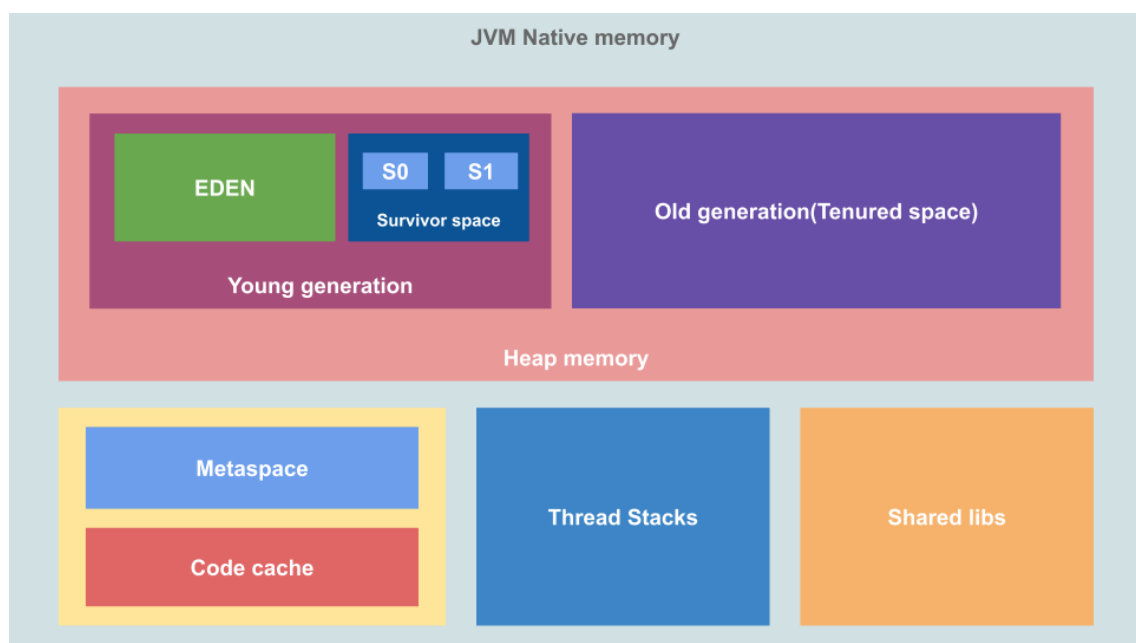 JVM Native memory
EDEN
S0
S1
Survivor space
Young generation
Old generation(Tenured space)
Heap memory
Metaspace
Code cache
Thread Stacks
Shared libs